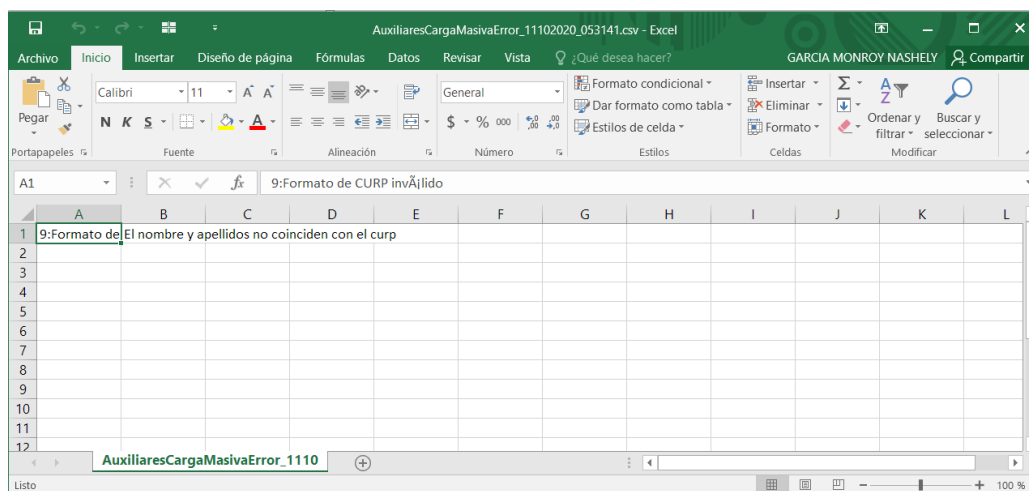 AuxiliaresCargaMasivaError_11102020_053141.csv - Excel
Archivo Inicio Insertar Diseño de página Fórmulas Datos Revisar Vista ¿Qué desea hacer? GARCIA MONROY NASHELY Compartir
Pegar Calibri 11 A A General Formato condicional Insertar Σ Ordenar y filtrar Buscar y seleccionar
N K S A $ % 000 Dar formato como tabla Eliminar
Estilos de celda Formato
Portapapeles Fuente Alineación Número Estilos Celdas Modificar
A1 fx 9:Formato de CURP invÃ¡lido
A B C D E F G H I J K L
1 9:Formato de El nombre y apellidos no coinciden con el curp
2
3
4
5
6
7
8
9
10
11
12
AuxiliaresCargaMasivaError_1110
Listo 100 %